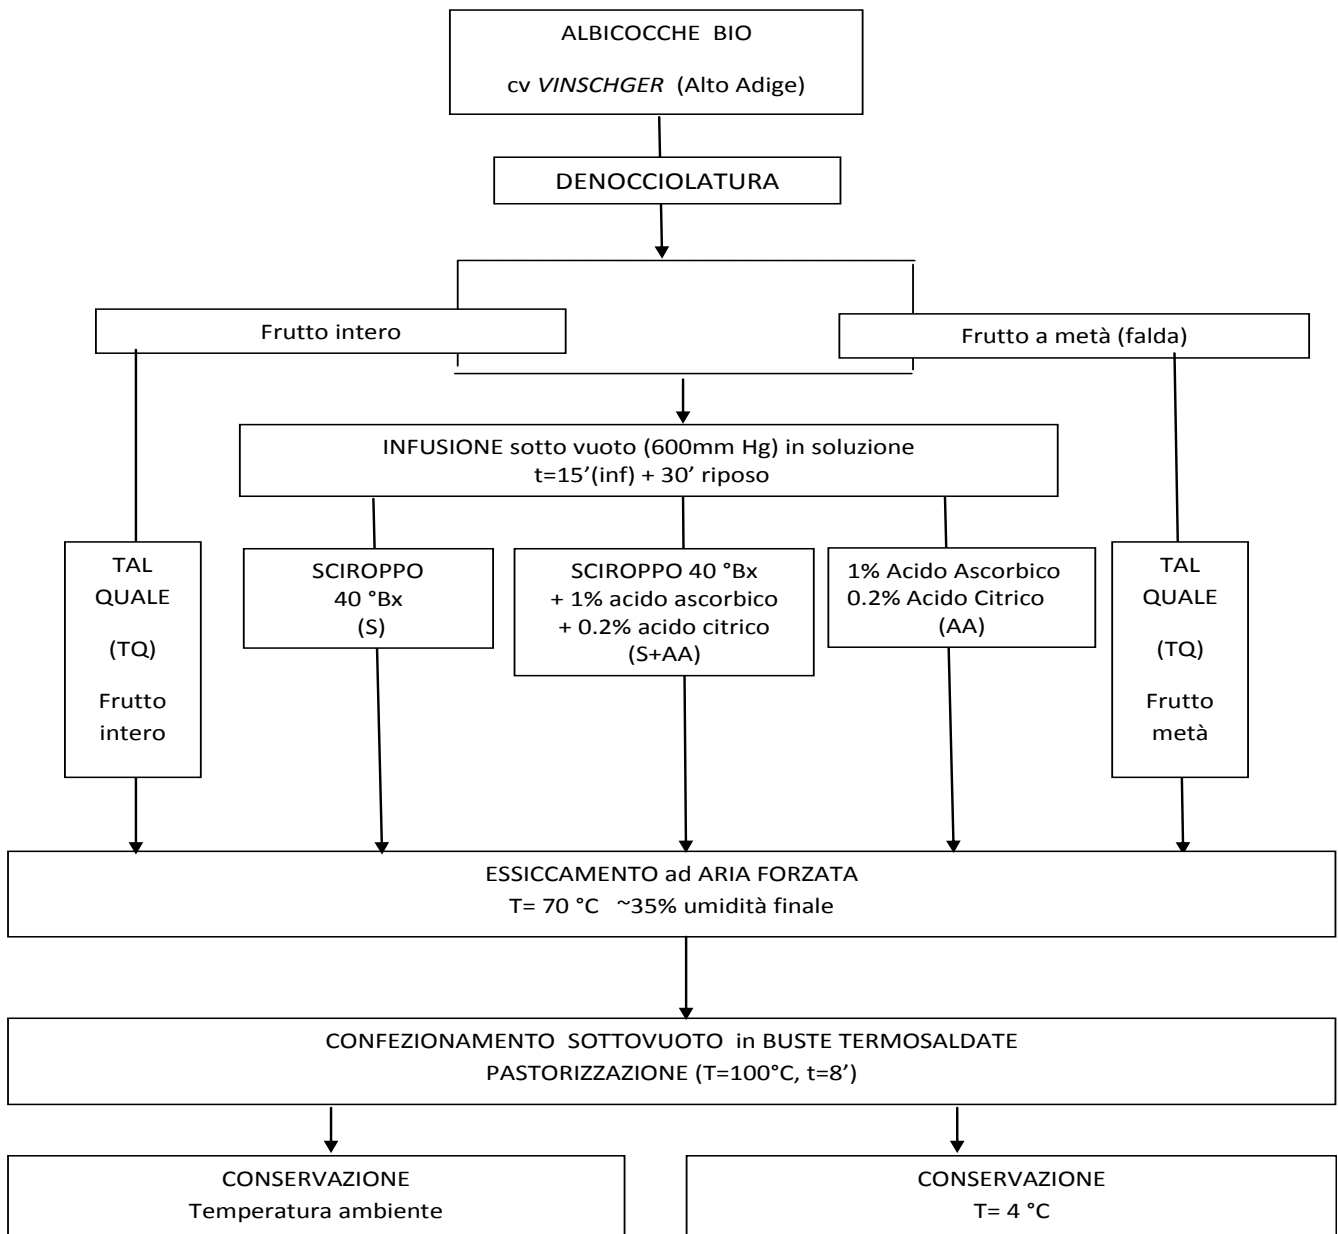 ALBICOCCHE BIO
cv VINSCHGER (Alto Adige)
DENOCCIOLATURA
Frutto intero
Frutto a metà (falda)
INFUSIONE sotto vuoto (600mm Hg) in soluzione
t=15’(inf) + 30’ riposo
TAL
QUALE
(TQ)
Frutto
intero
SCIROPPO
40 °Bx
(S)
SCIROPPO 40 °Bx
+ 1% acido ascorbico
+ 0.2% acido citrico
(S+AA)
1% Acido Ascorbico
0.2% Acido Citrico
(AA)
TAL
QUALE
(TQ)
Frutto
metà
ESSICCAMENTO ad ARIA FORZATA
T= 70 °C ~35% umidità finale
CONFEZIONAMENTO SOTTOVUOTO in BUSTE TERMOSALDATE
PASTORIZZAZIONE (T=100°C, t=8’)
CONSERVAZIONE
Temperatura ambiente
CONSERVAZIONE
T= 4 °C